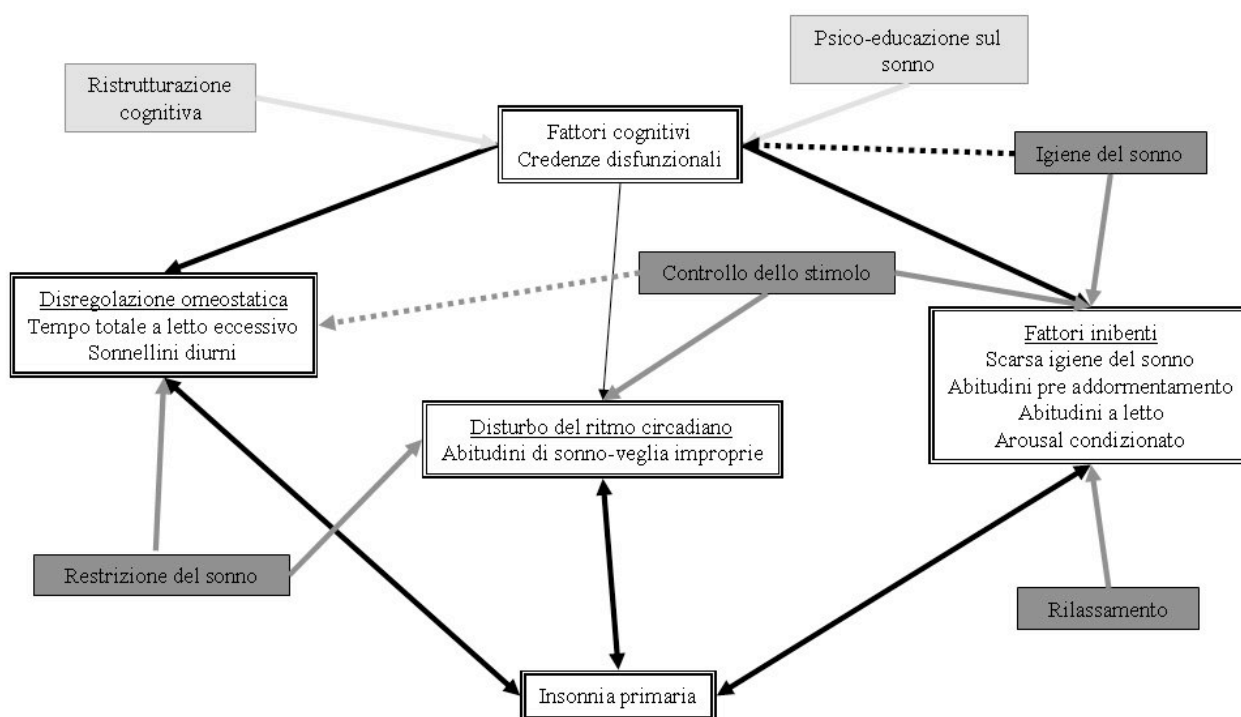 Psico-educazione sul
sonno
Ristrutturazione
cognitiva
Fattori cognitivi
Credenze disfunzionali
Igiene del sonno
Controllo dello stimolo
Disregolazione omeostatica
Tempo totale a letto eccessivo
Sonnellini diurni
Fattori inibenti
Scarsa igiene del sonno
Abitudini pre addormentamento
Abitudini a letto
Arousal condizionato
Disturbo del ritmo circadiano
Abitudini di sonno-veglia improprie
Restrizione del sonno
Rilassamento
Insonnia primaria